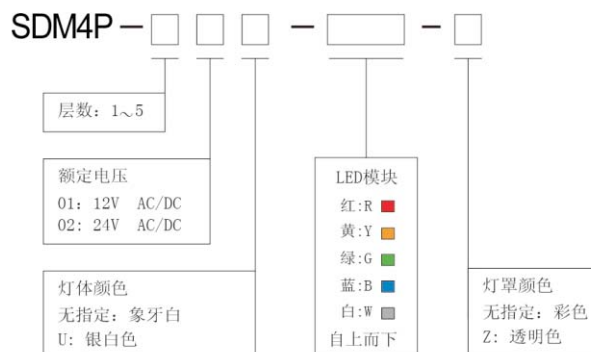 SDM4P-□□□-□-□
层数：1～5
额定电压
01：12V AC/DC
02：24V AC/DC
灯体颜色
无指定：象牙白
U：银白色
LED模块
红:R
黄:Y
绿:G
蓝:B
白:W
自上而下
灯罩颜色
无指定：彩色
Z：透明色